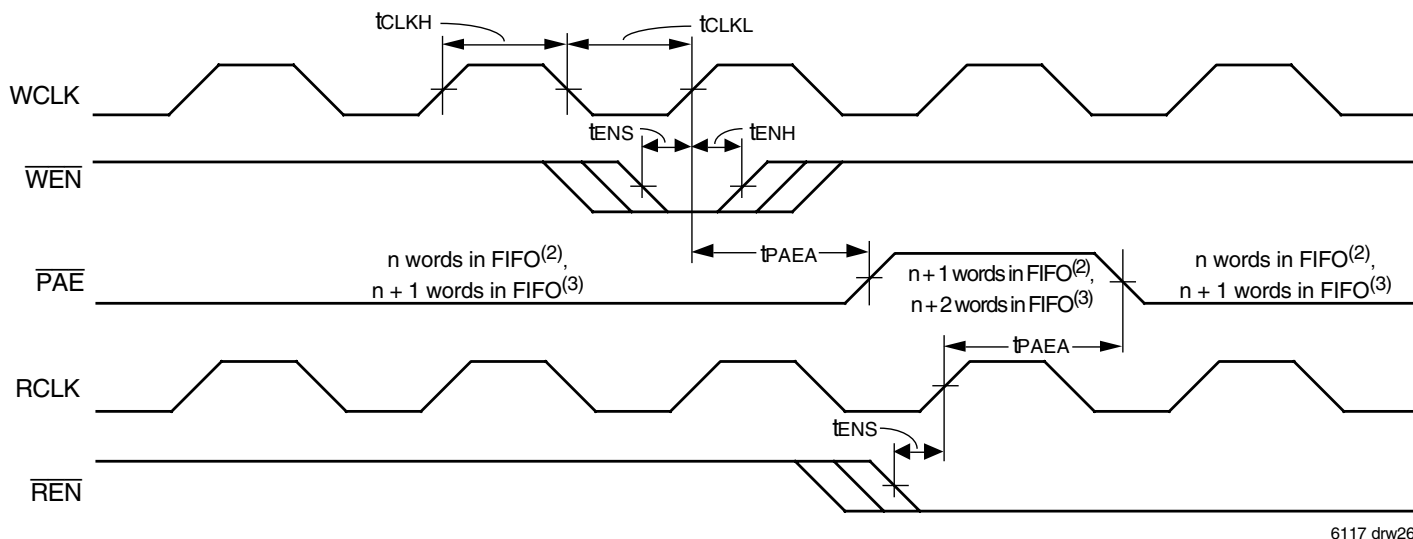 tCLKH
tCLKL
WCLK
tENS
tENH
WEN
tPAEA
PAE
n words in FIFO(2),
n + 1 words in FIFO(3)
n + 1 words in FIFO(2),
n + 2 words in FIFO(3)
n words in FIFO(2),
n + 1 words in FIFO(3)
tPAEA
RCLK
tENS
REN
6117 drw26